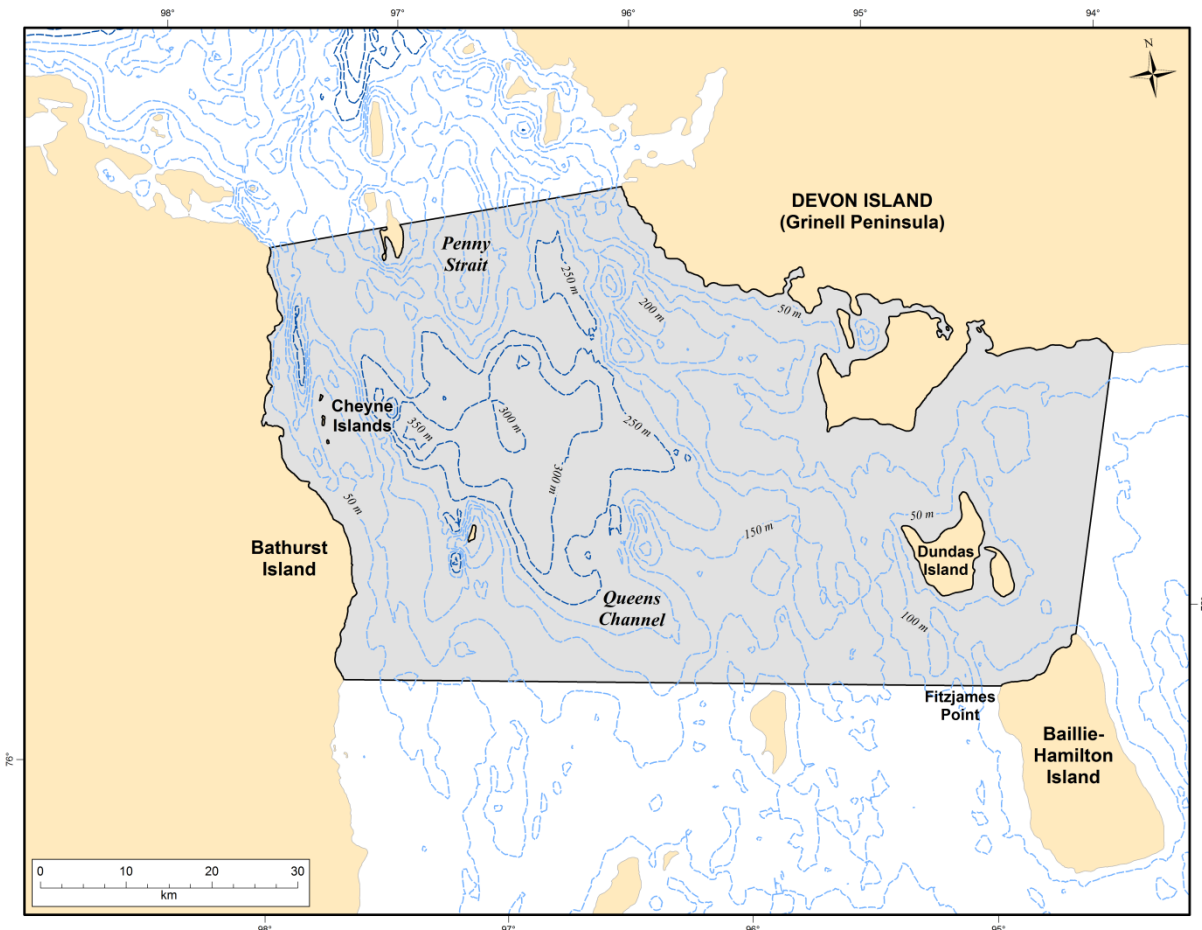 98°
97°
96°
95°
94°
N
DEVON ISLAND
(Grinell Peninsula)
Penny
Strait
250 m
200 m
50 m
Cheyne
Islands
350 m
300 m
250 m
300 m
50 m
50 m
150 m
Bathurst
Island
Dundas
Island
Queens
Channel
100 m
Fitzjames
Point
Baillie-
Hamilton
Island
76°
0
10
20
30
km
98°
97°
96°
95°